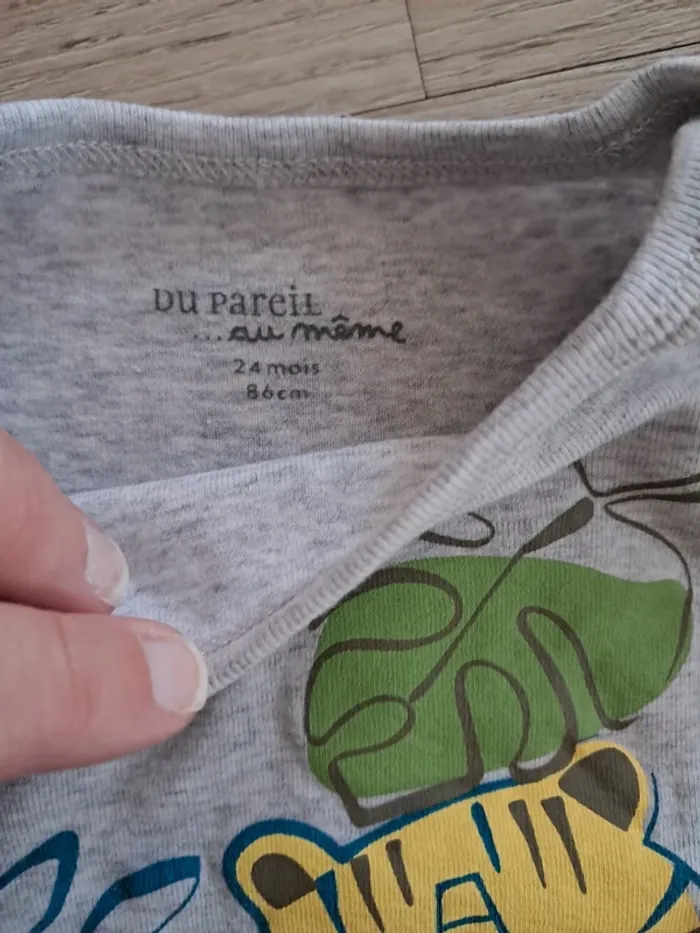 DU PAREIL
...au même
24 mois
86cm